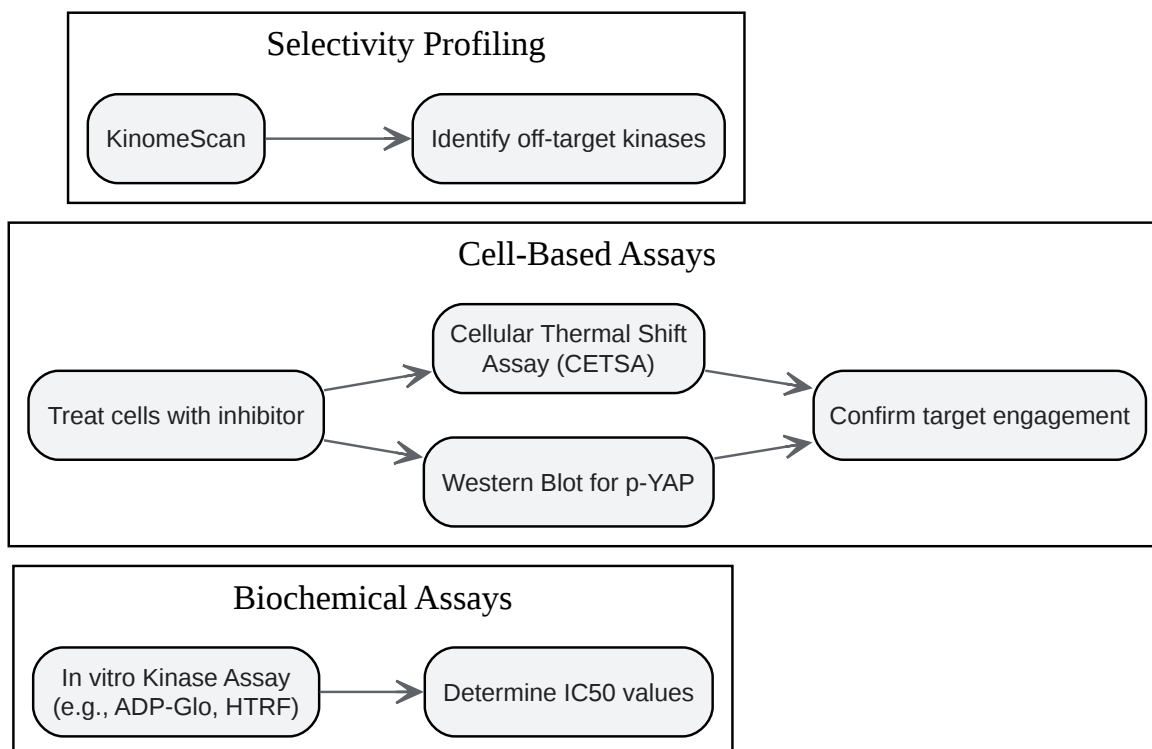 Selectivity Profiling
KinomeScan
Identify off-target kinases
Cell-Based Assays
Treat cells with inhibitor
Cellular Thermal Shift
Assay (CETSA)
Western Blot for p-YAP
Confirm target engagement
Biochemical Assays
In vitro Kinase Assay
(e.g., ADP-Glo, HTRF)
Determine IC50 values